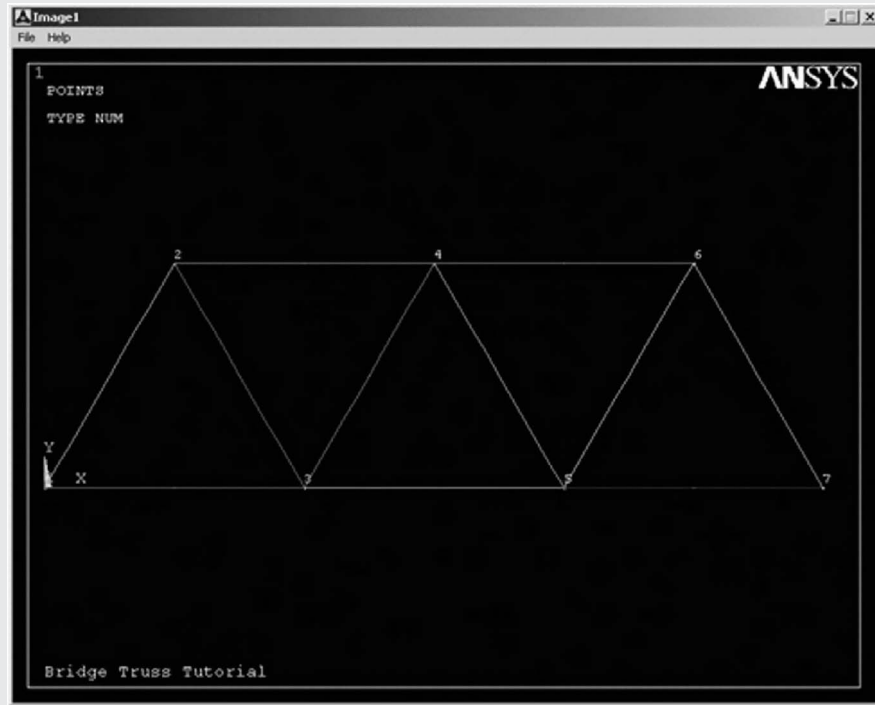 Image1
File Help
1
POINTS
TYPE NUM
ANSYS
2 4 6
Y
X 3 5 7
Bridge Truss Tutorial